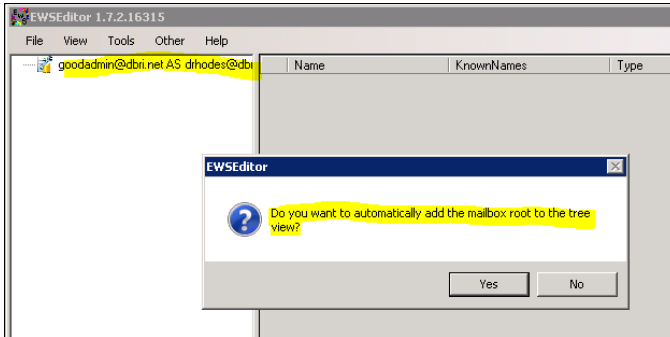 EWSEditor 1.7.2.16315
File View Tools Other Help
goodadmin@dbri.net AS drhodes@dbr
Name KnownNames Type
EWSEditor
Do you want to automatically add the mailbox root to the tree
view?
Yes No